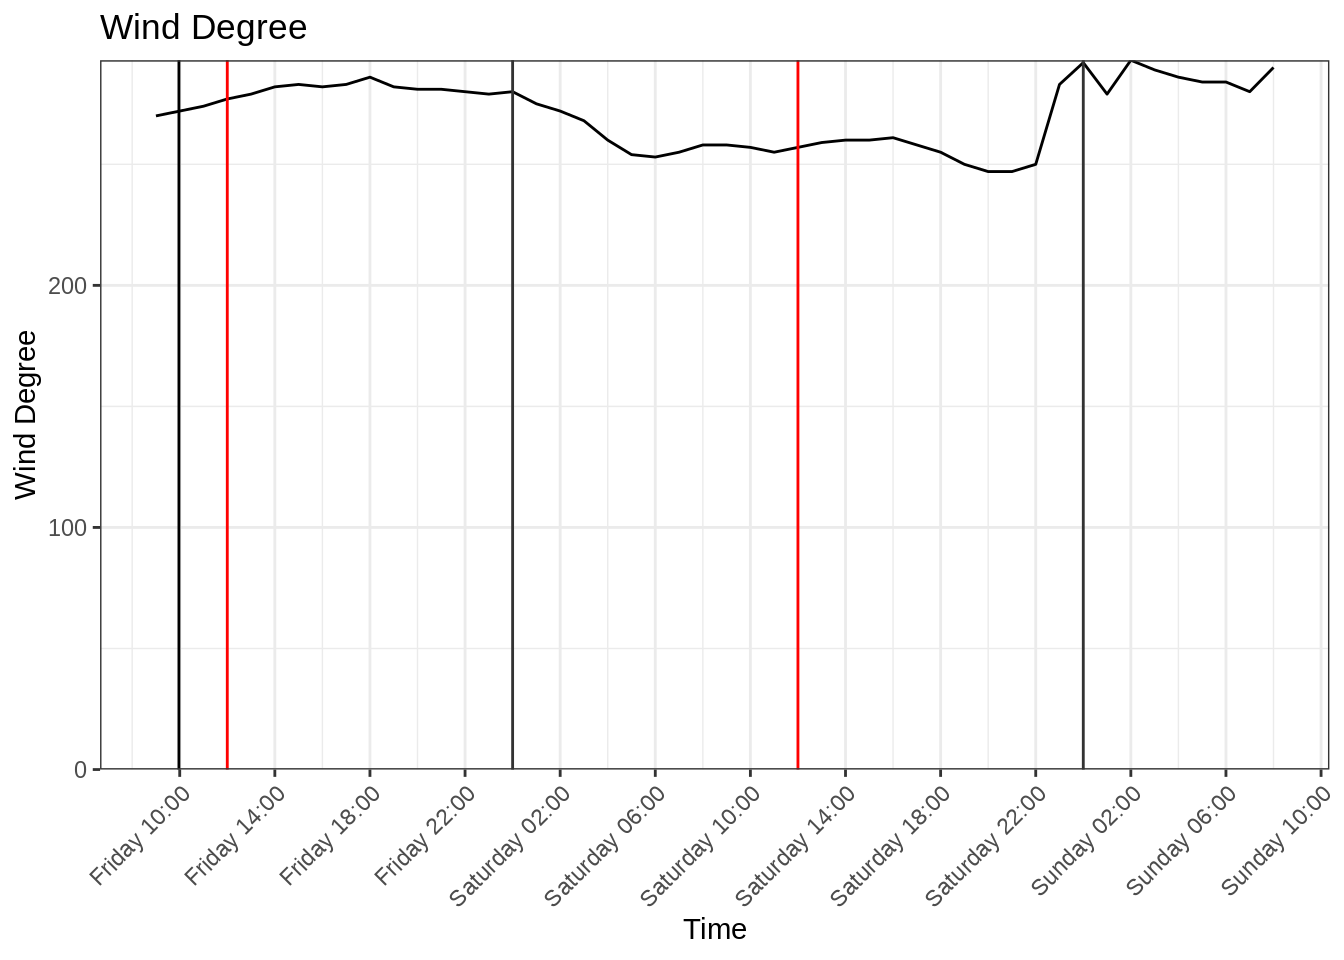 Wind Degree
Wind Degree
200
100
0
Friday 10:00
Friday 14:00
Friday 18:00
Friday 22:00
Saturday 02:00
Saturday 06:00
Saturday 10:00
Saturday 14:00
Saturday 18:00
Saturday 22:00
Sunday 02:00
Sunday 06:00
Sunday 10:00
Time